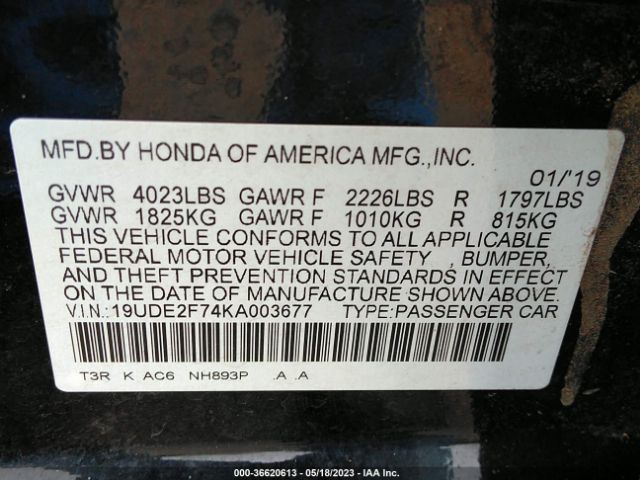 MFD.BY HONDA OF AMERICA MFG.,INC.
01/'19
GVWR 4023LBS GAWR F 2226LBS R 1797LBS
GVWR 1825KG GAWR F 1010KG R 815KG
THIS VEHICLE CONFORMS TO ALL APPLICABLE
FEDERAL MOTOR VEHICLE SAFETY , BUMPER,
AND THEFT PREVENTION STANDARDS IN EFFECT
ON THE DATE OF MANUFACTURE SHOWN ABOVE.
V.I.N.:19UDE2F74KA003677 TYPE:PASSENGER CAR
T3R K AC6 NH893P .A .A
000-36620613 - 05/18/2023 - IAA Inc.